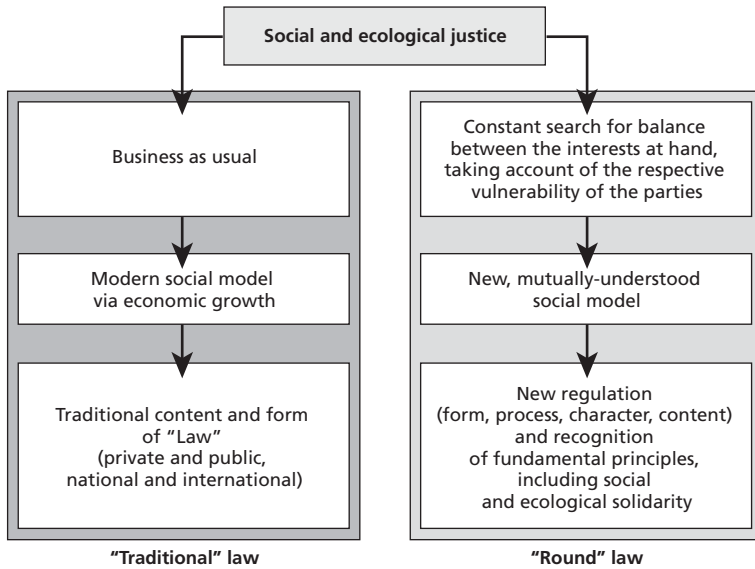 Social and ecological justice
Business as usual
Modern social model
via economic growth
Traditional content and form
of “Law”
(private and public,
national and international)
“Traditional” law
Constant search for balance
between the interests at hand,
taking account of the respective
vulnerability of the parties
New, mutually-understood
social model
New regulation
(form, process, character, content)
and recognition
of fundamental principles,
including social
and ecological solidarity
“Round” law